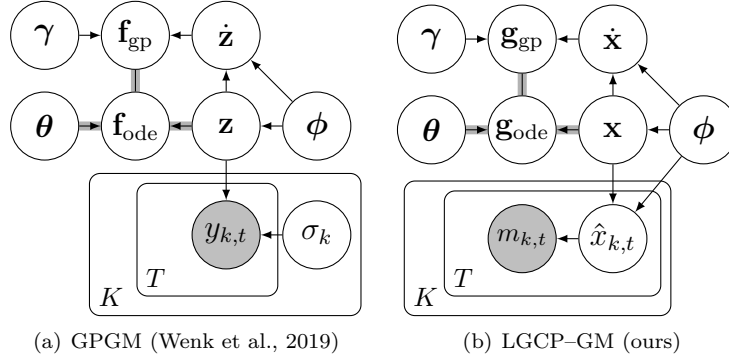 γ f_gp ż γ g_gp ẋ
θ f_ode z ϕ θ g_ode x ϕ
y_{k,t} σ_k m_{k,t} x̂_{k,t}
T T
K K
(a) GPGM (Wenk et al., 2019) (b) LGCP–GM (ours)